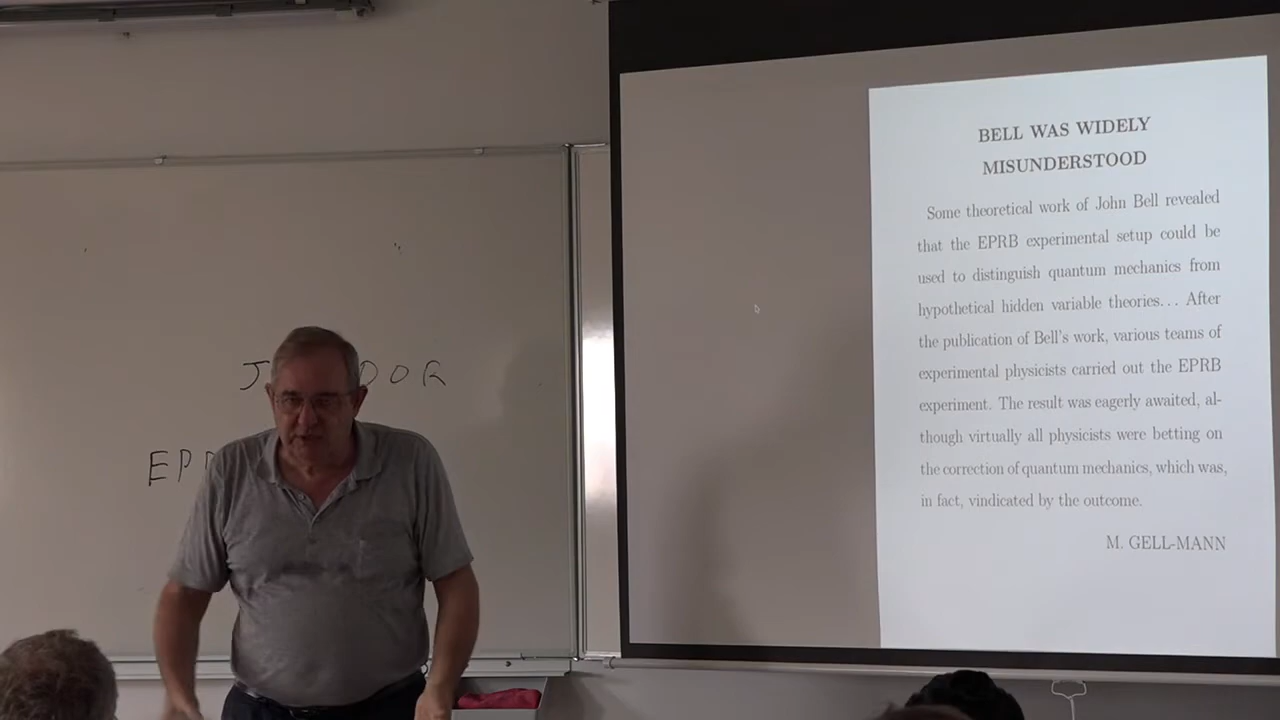 J DOR
EP
BELL WAS WIDELY
MISUNDERSTOOD
Some theoretical work of John Bell revealed
that the EPRB experimental setup could be
used to distinguish quantum mechanics from
hypothetical hidden variable theories... After
the publication of Bell's work, various teams of
experimental physicists carried out the EPRB
experiment. The result was eagerly awaited, al-
though virtually all physicists were betting on
the correction of quantum mechanics, which was,
in fact, vindicated by the outcome.
M. GELL-MANN